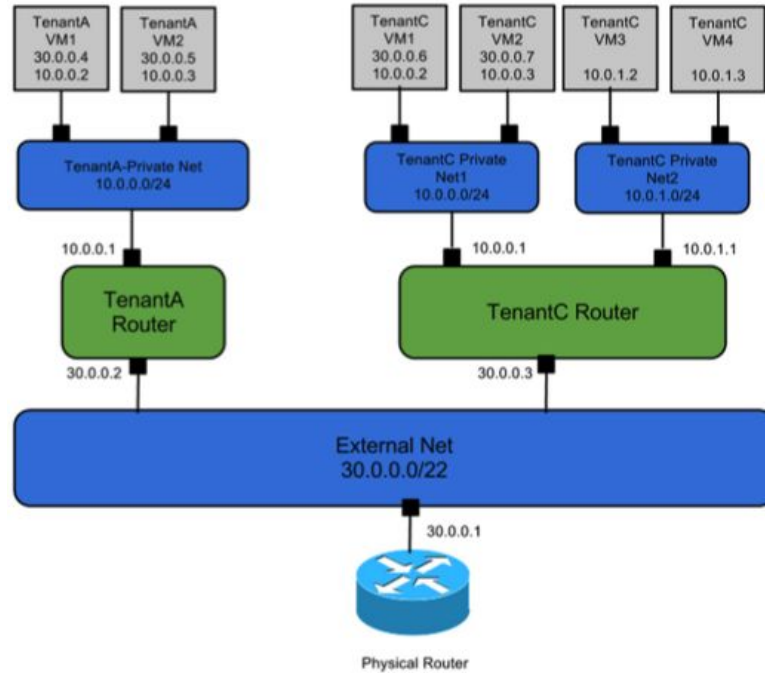 TenantA
VM1
30.0.0.4
10.0.0.2
TenantA
VM2
30.0.0.5
10.0.0.3
TenantC
VM1
30.0.0.6
10.0.0.2
TenantC
VM2
30.0.0.7
10.0.0.3
TenantC
VM3
10.0.1.2
TenantC
VM4
10.0.1.3
TenantA-Private Net
10.0.0.0/24
TenantC Private
Net1
10.0.0.0/24
TenantC Private
Net2
10.0.1.0/24
10.0.0.1
10.0.0.1
10.0.1.1
TenantA
Router
TenantC Router
30.0.0.2
30.0.0.3
External Net
30.0.0.0/22
30.0.0.1
Physical Router